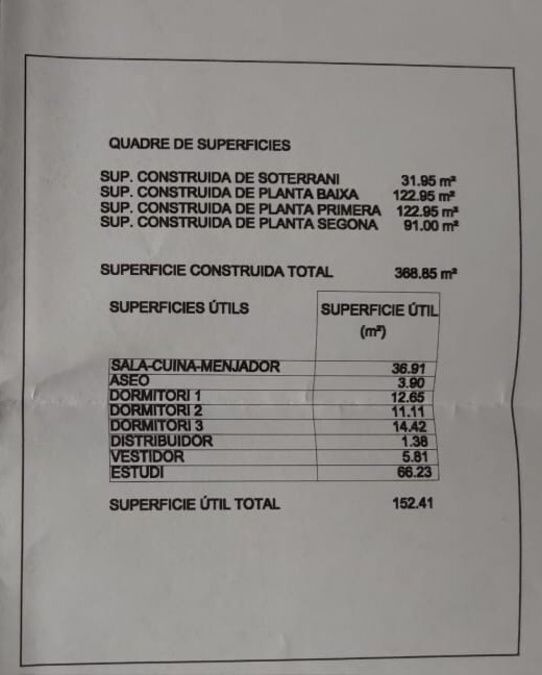 QUADRE DE SUPERFICIES
SUP. CONSTRUIDA DE SOTERRANI 31.95 m²
SUP. CONSTRUIDA DE PLANTA BAIXA 122.95 m²
SUP. CONSTRUIDA DE PLANTA PRIMERA 122.95 m²
SUP. CONSTRUIDA DE PLANTA SEGONA 91.00 m²
SUPERFICIE CONSTRUIDA TOTAL 368.85 m²
SUPERFICIES ÚTILS SUPERFICIE ÚTIL
(m²)
SALA-CUINA-MENJADOR 36.91
ASEO 3.90
DORMITORI 1 12.65
DORMITORI 2 11.11
DORMITORI 3 14.42
DISTRIBUIDOR 1.38
VESTIDOR 5.81
ESTUDI 66.23
SUPERFICIE ÚTIL TOTAL 152.41